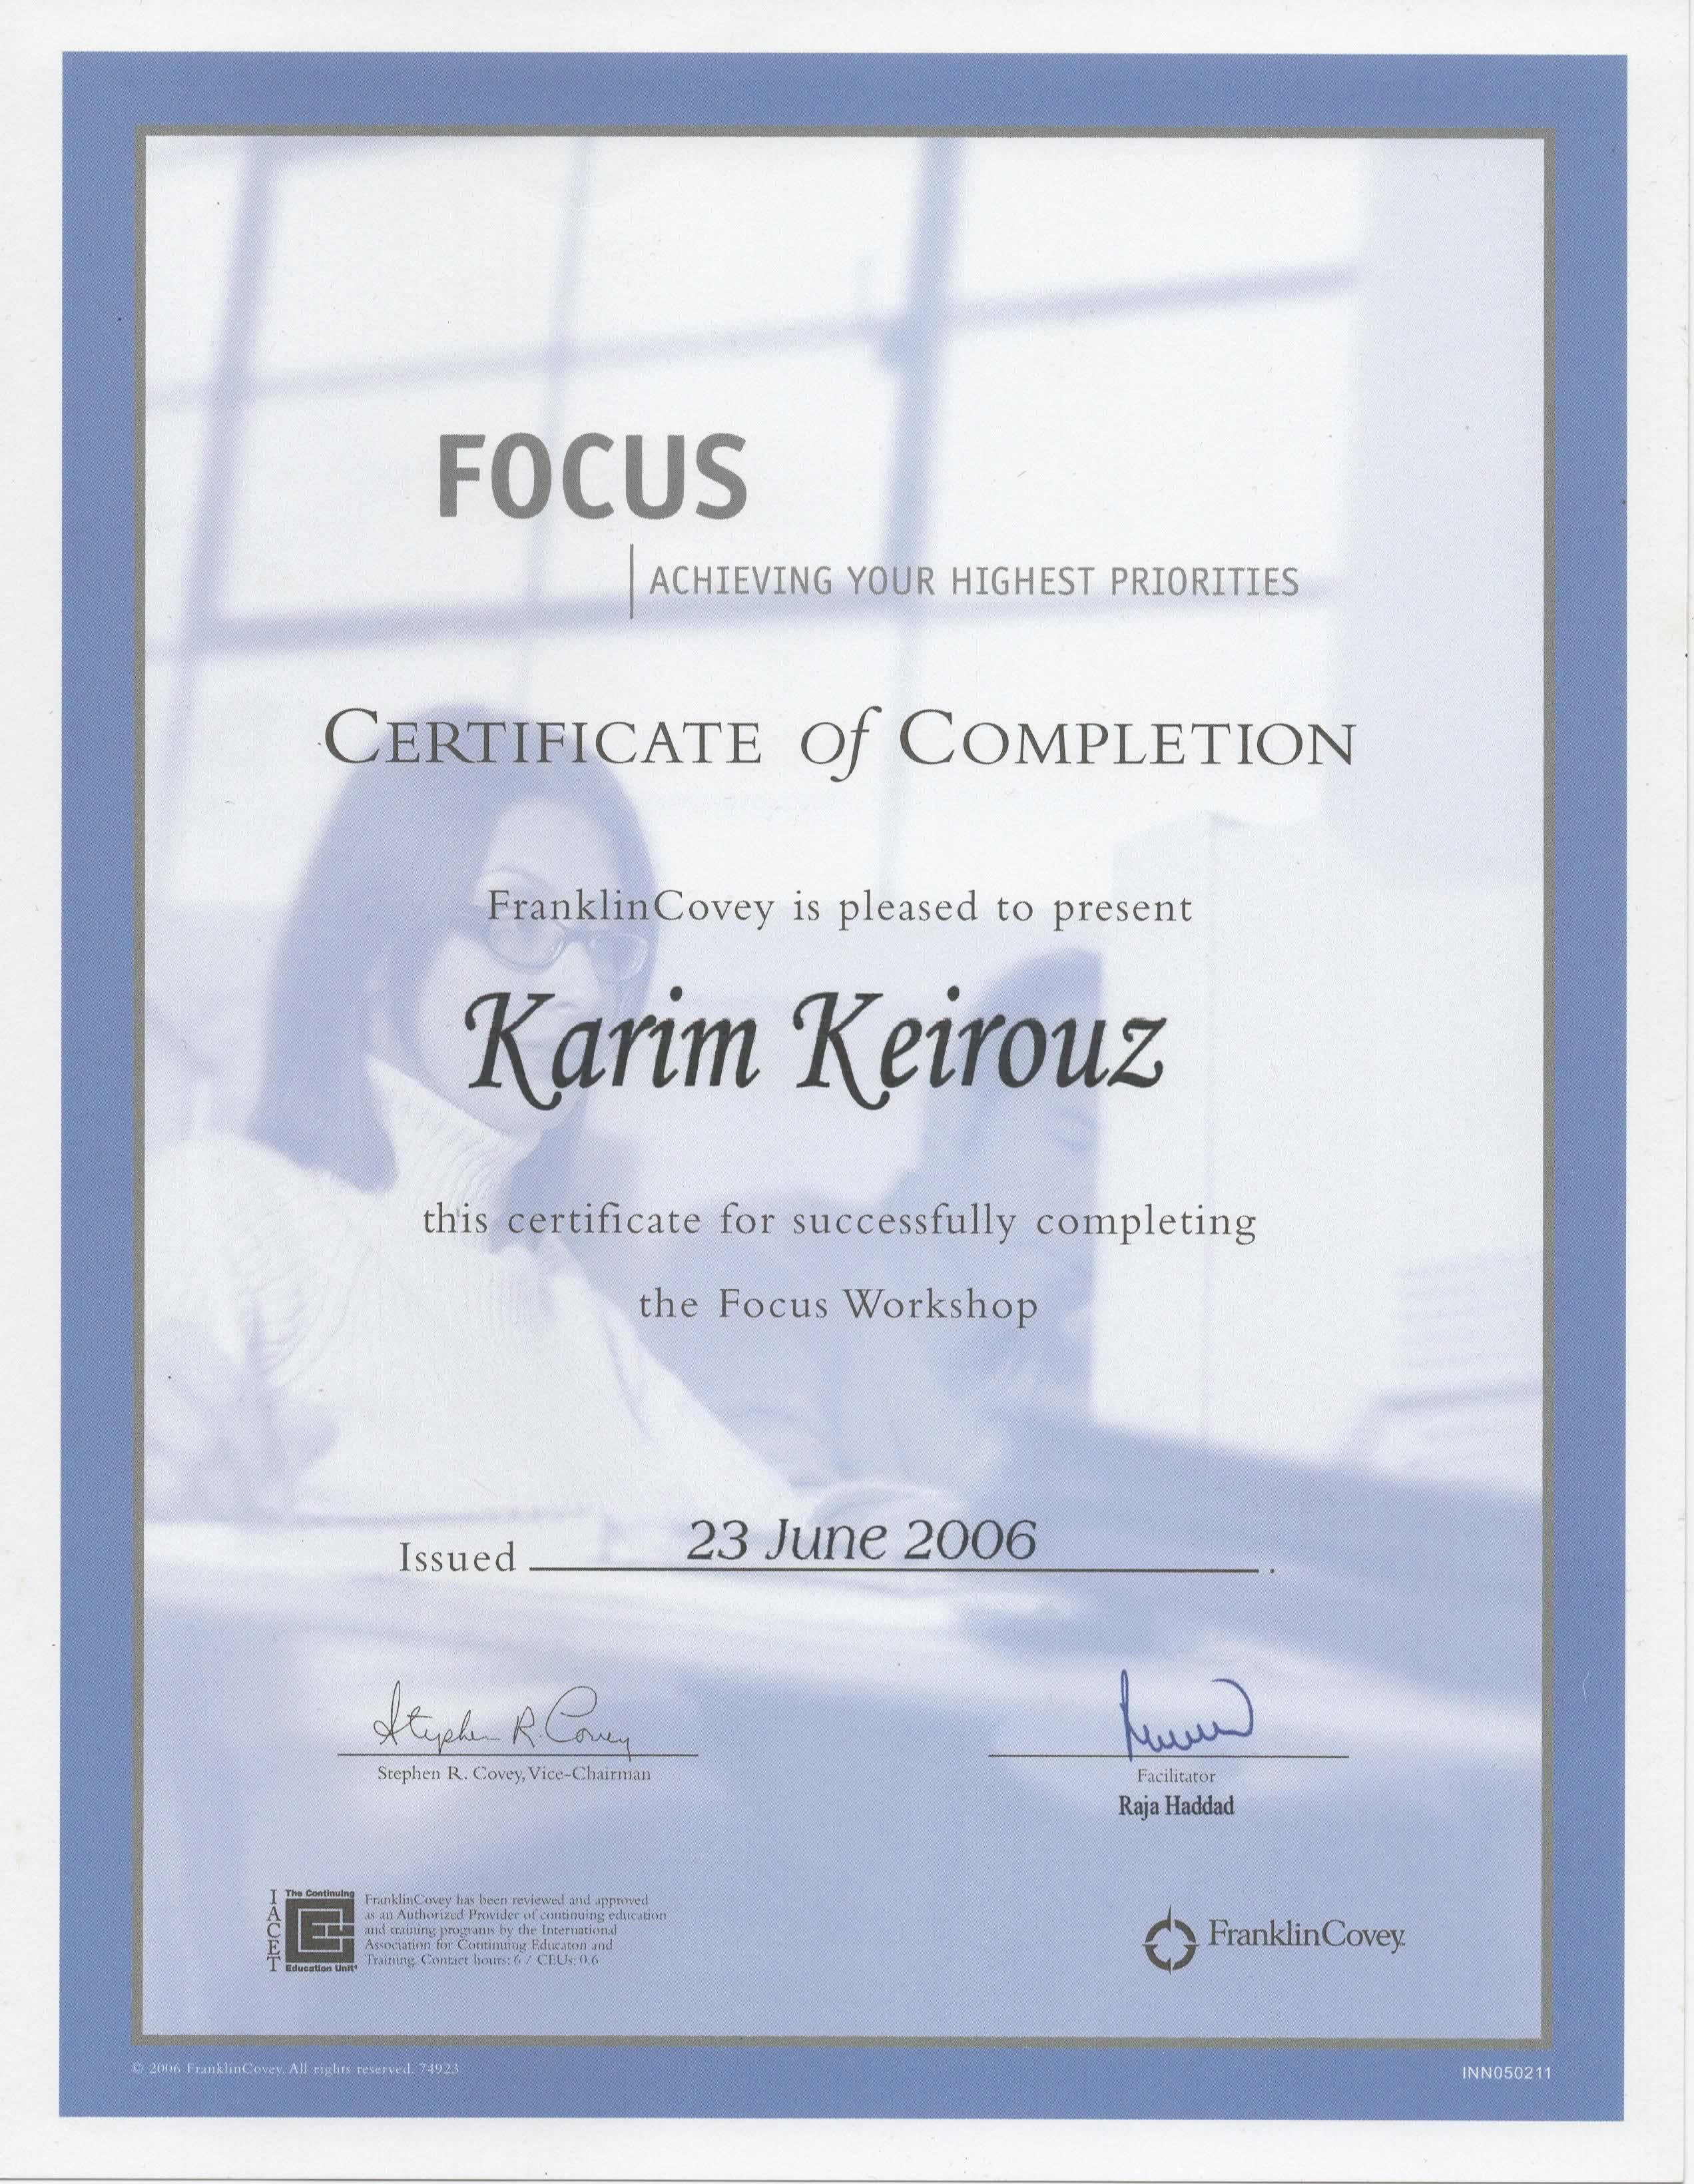 FOCUS
ACHIEVING YOUR HIGHEST PRIORITIES
CERTIFICATE of COMPLETION
FranklinCovey is pleased to present
Karim Keirouz
this certificate for successfully completing
the Focus Workshop
Issued 23 June 2006.
Stephen R. Covey
Stephen R. Covey, Vice-Chairman
Facilitator
Raja Haddad
IACET
The Continuing
Education Unit
FranklinCovey has been reviewed and approved
as an Authorized Provider of continuing education
and training programs by the International
Association for Continuing Educaton and
Training. Contact hours: 6 / CEUs: 0.6
FranklinCovey
© 2006 FranklinCovey. All rights reserved. 74923
INN050211